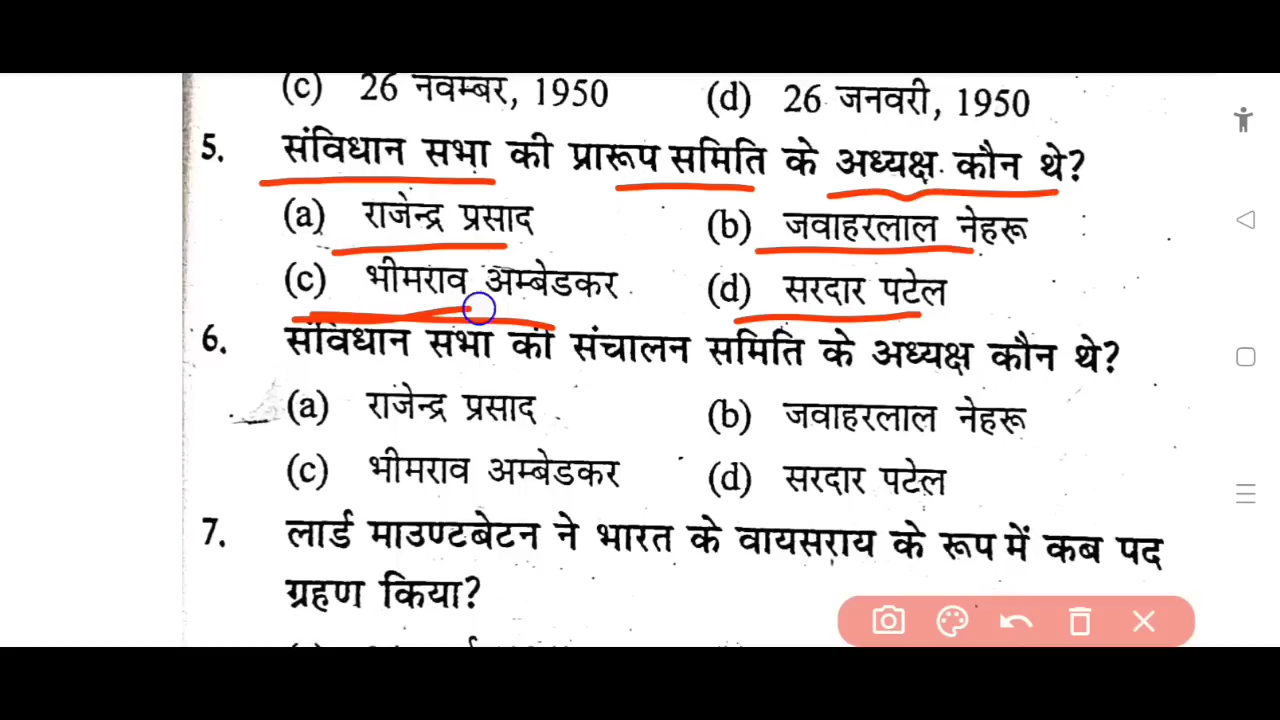 (c) 26 नवम्बर, 1950 (d) 26 जनवरी, 1950
5. संविधान सभा की प्रारूप समिति के अध्यक्ष कौन थे?
(a) राजेन्द्र प्रसाद (b) जवाहरलाल नेहरू
(c) भीमराव अम्बेडकर (d) सरदार पटेल
6. संविधान सभा की संचालन समिति के अध्यक्ष कौन थे?
(a) राजेन्द्र प्रसाद (b) जवाहरलाल नेहरू
(c) भीमराव अम्बेडकर (d) सरदार पटेल
7. लार्ड माउण्टबेटन ने भारत के वायसराय के रूप में कब पद
ग्रहण किया?